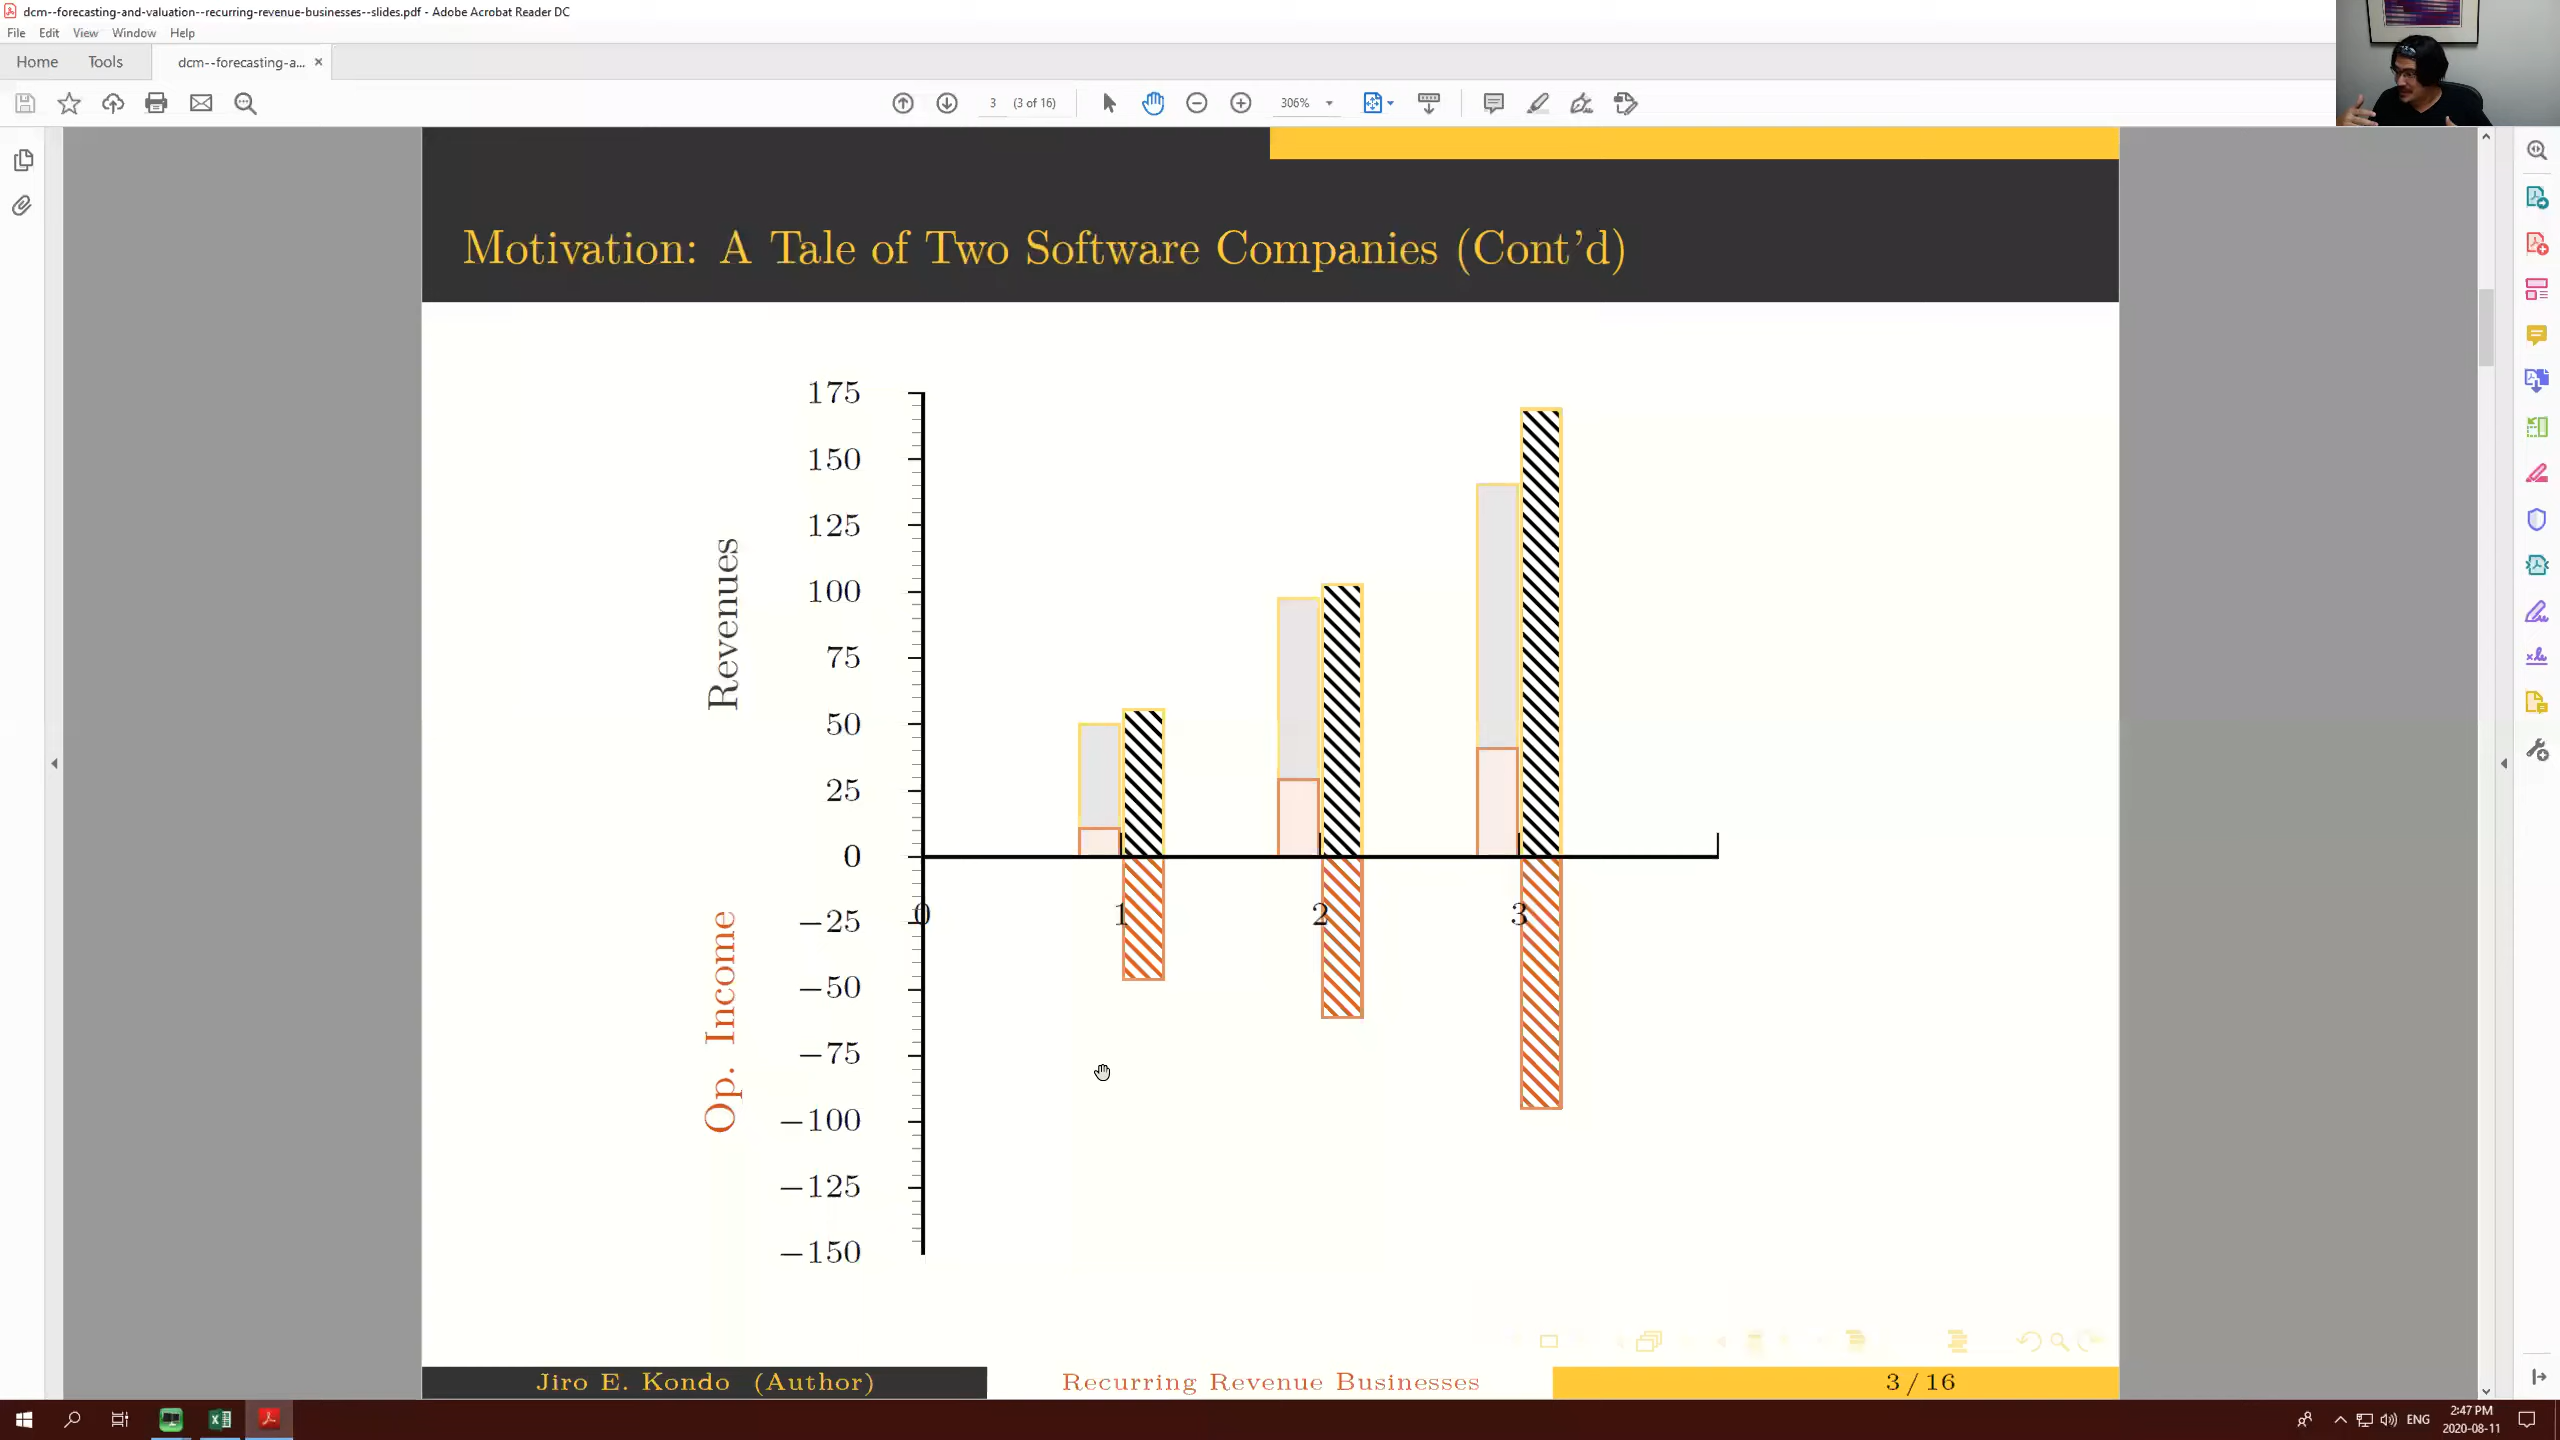 dcm--forecasting-and-valuation--recurring-revenue-businesses--slides.pdf - Adobe Acrobat Reader DC
File Edit View Window Help
Home Tools dcm--forecasting-a... ×
3 (3 of 16) 306%
Motivation: A Tale of Two Software Companies (Cont'd)
175
150
125
100
75
50
25
0
−25
−50
−75
−100
−125
−150
Revenues
Op. Income
0 1 2 3
Jiro E. Kondo (Author) Recurring Revenue Businesses 3 / 16
ENG
2:47 PM
2020-08-11